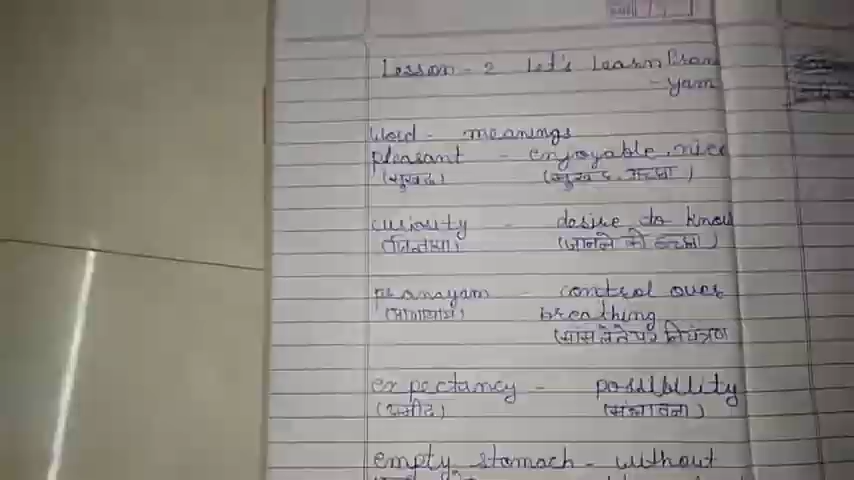 Lesson - 2 Let's Learn Pran
- yam
Word - meanings
pleasant - enjoyable, nice
(सुखद) (सुखद, अच्छा)
curiosity - desire to know
(जानने की इच्छा)
pranayam - control over
(प्राणायाम) breathing
(सांस लेने पर नियंत्रण
expectancy - possibility
(उम्मीद) (संभावना)
empty stomach - without